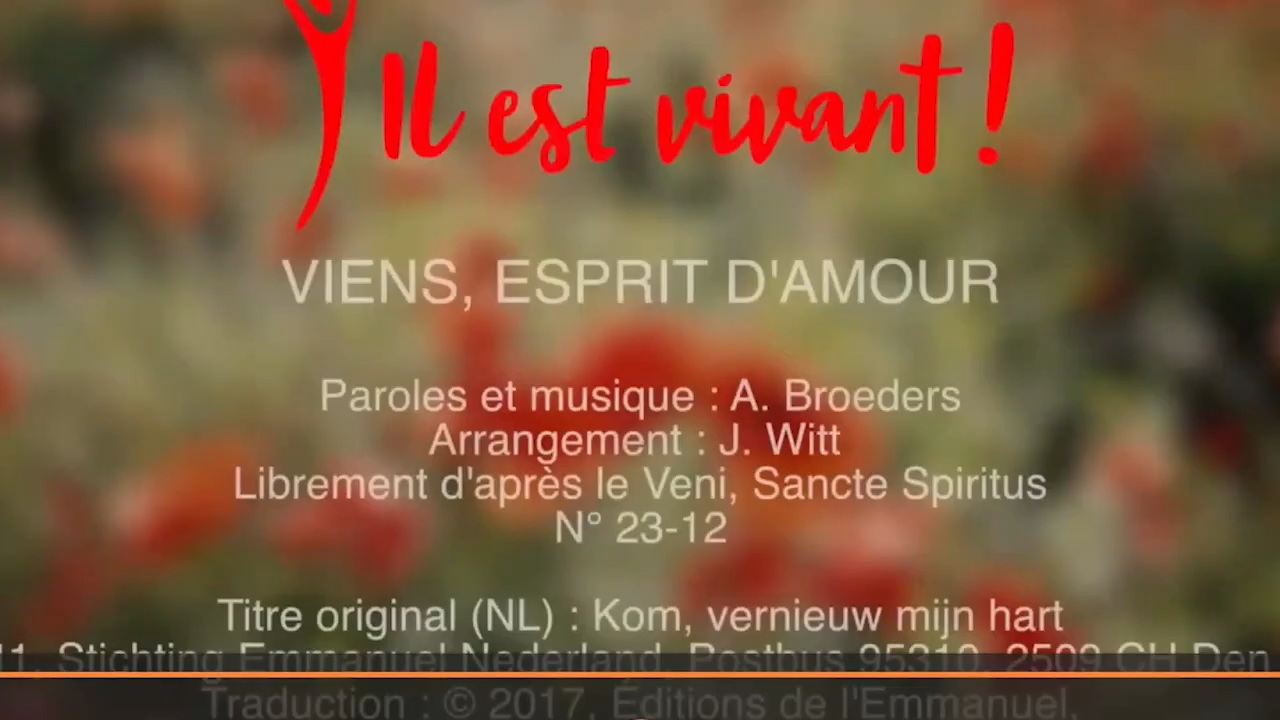 Il est vivant !
VIENS, ESPRIT D'AMOUR
Paroles et musique : A. Broeders
Arrangement : J. Witt
Librement d'après le Veni, Sancte Spiritus
N° 23-12
Titre original (NL) : Kom, vernieuw mijn hart
Stichting Emmanuel Nederland, Postbus 95310, 2509 CH Den
Traduction : © 2017, Éditions de l'Emmanuel,